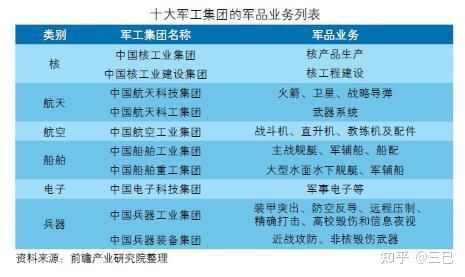 十大军工集团的军品业务列表
类别 军工集团名称 军品业务
核 中国核工业集团 核产品生产
中国核工业建设集团 核工程建设
航天 中国航天科技集团 火箭、卫星、战略导弹
中国航天科工集团 武器系统
航空 中国航空工业集团 战斗机、直升机、教练机及配件
船舶 中国船舶工业集团 主战舰艇、军辅船、船配
中国船舶重工集团 大型水面水下舰艇、军辅船
电子 中国电子科技集团 军事电子等
兵器 中国兵器工业集团 装甲突出、防空反导、远程压制、
精确打击、高校毁伤和信息夜视
中国兵器装备集团 近战攻防、非核毁伤武器
资料来源：前瞻产业研究院整理
知乎 @三巳